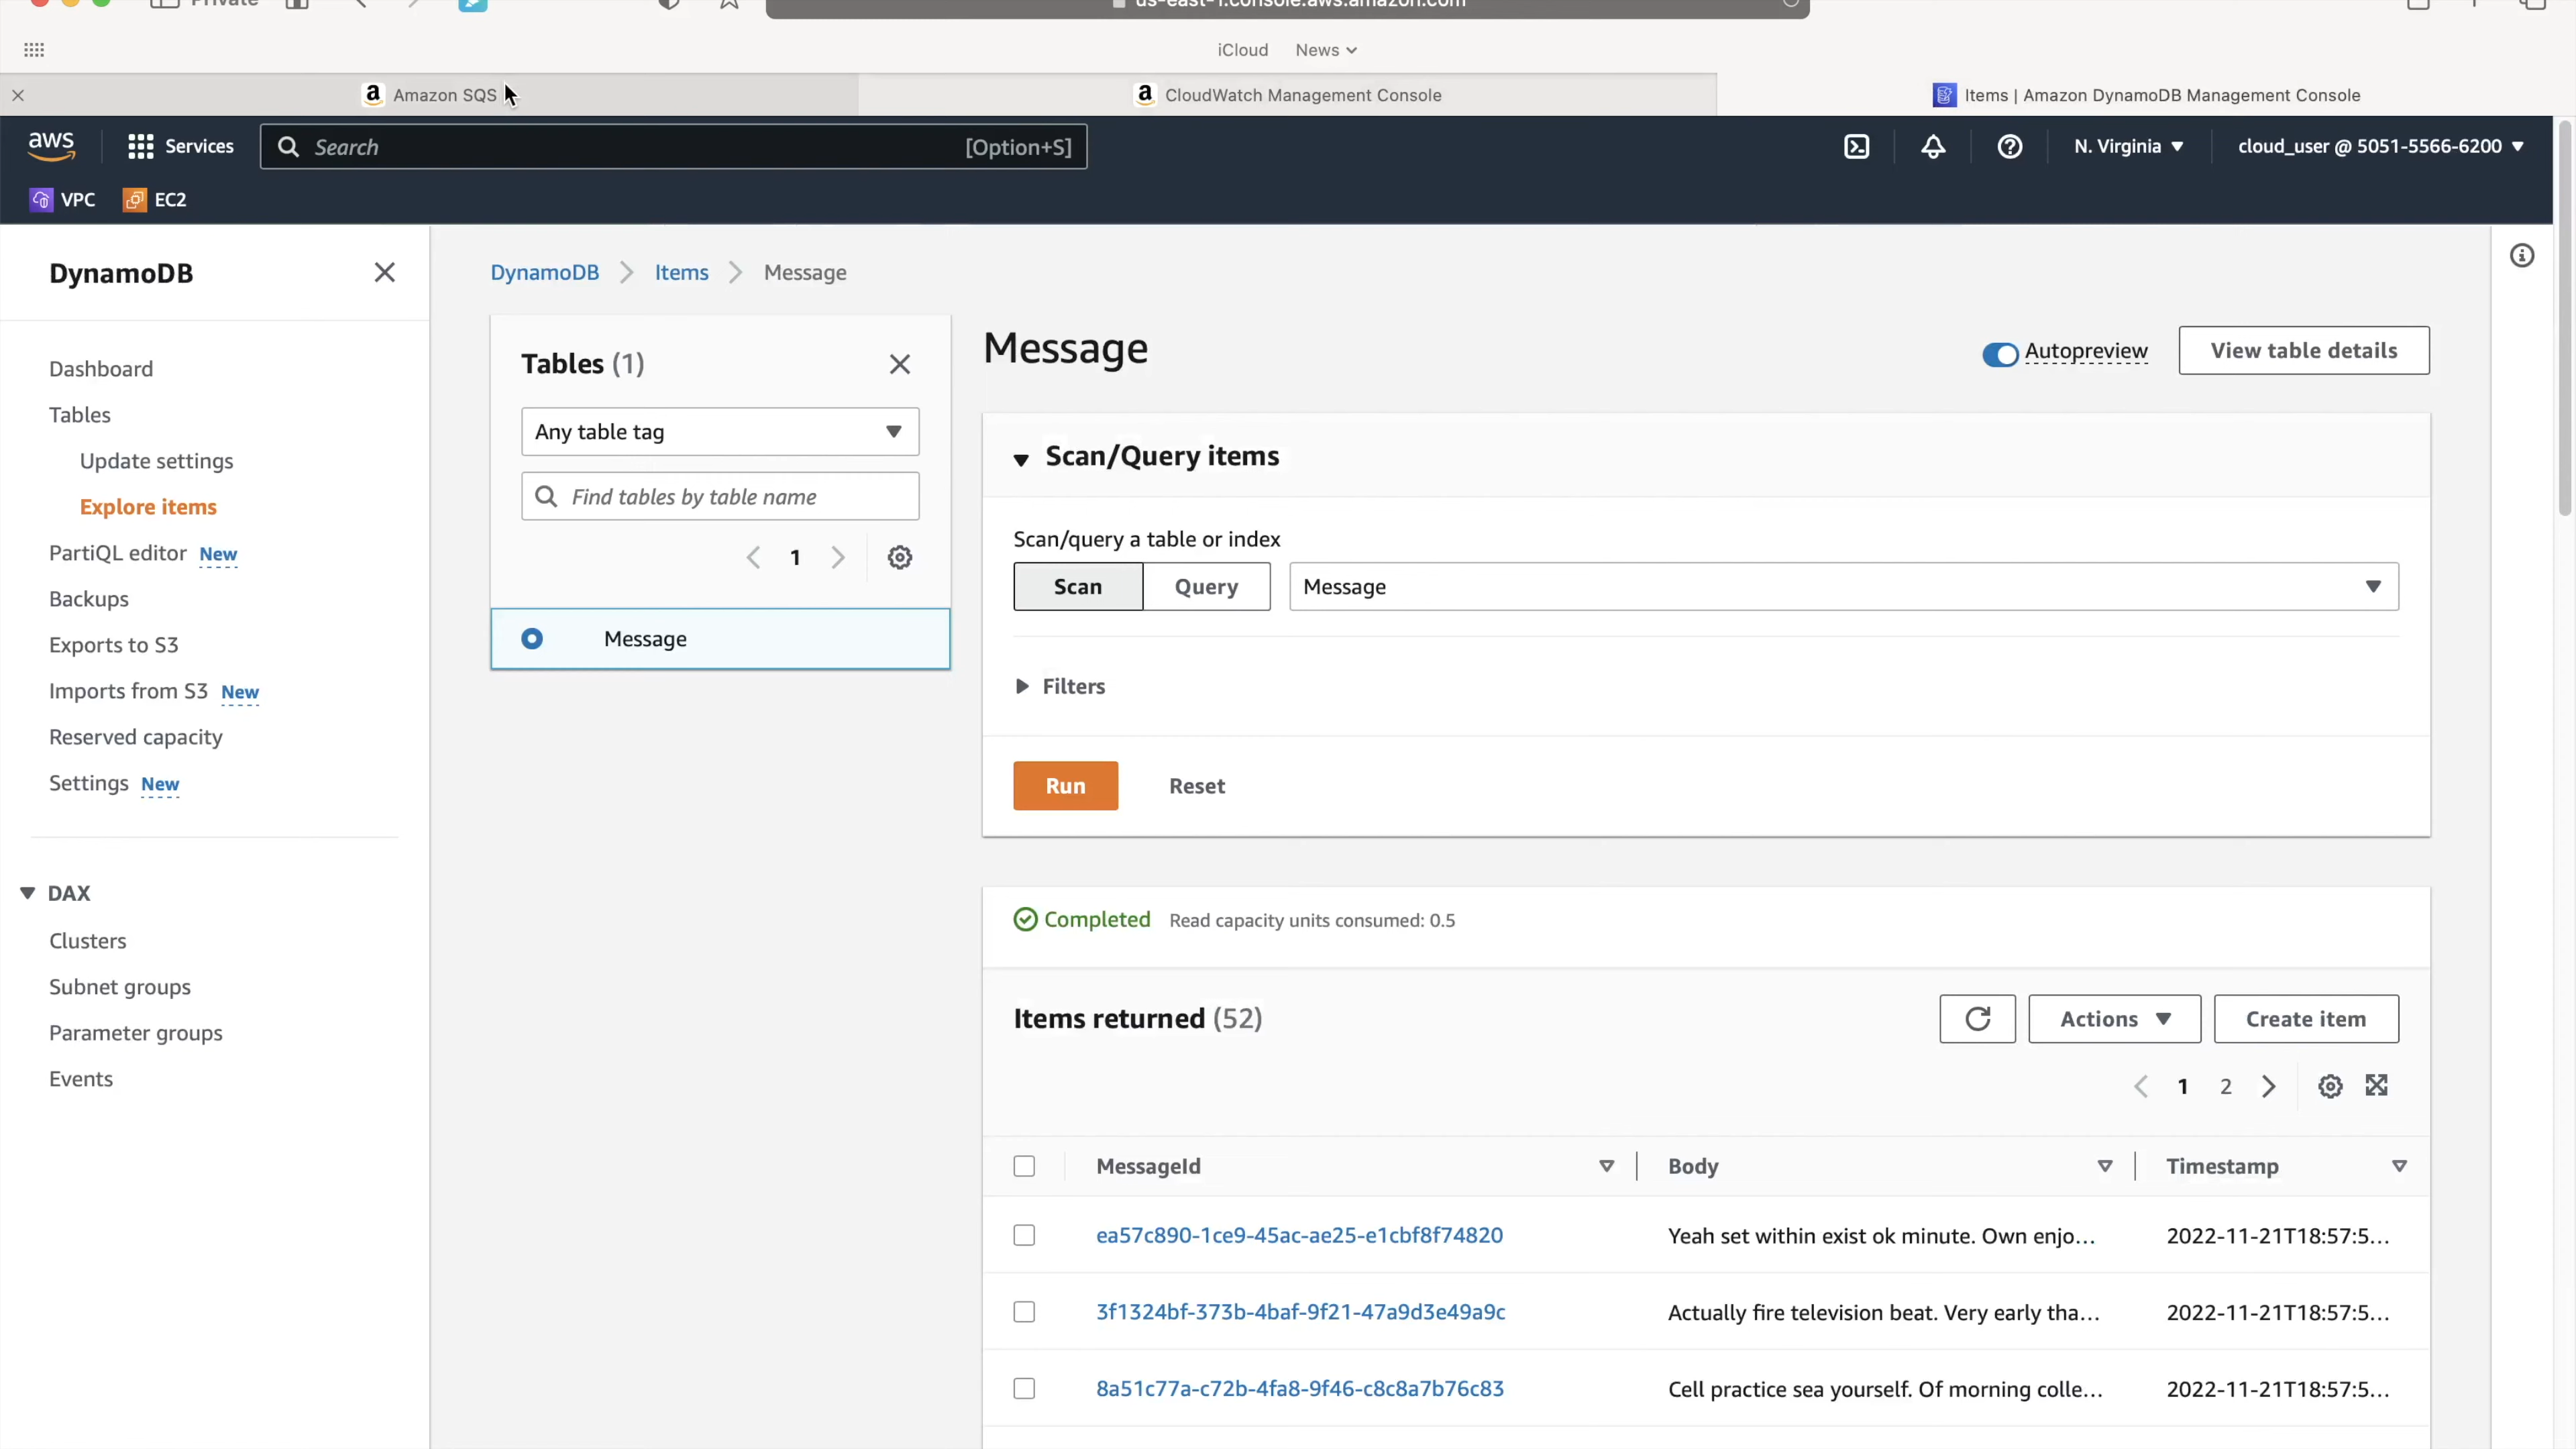 Private
us-east-1.console.aws.amazon.com
iCloud News
Amazon SQS
CloudWatch Management Console
Items | Amazon DynamoDB Management Console
aws Services Search [Option+S] N. Virginia cloud_user @ 5051-5566-6200
VPC EC2
DynamoDB
Dashboard
Tables
Update settings
Explore items
PartiQL editor New
Backups
Exports to S3
Imports from S3 New
Reserved capacity
Settings New
DAX
Clusters
Subnet groups
Parameter groups
Events
DynamoDB Items Message
Tables (1)
Any table tag
Find tables by table name
1
Message
Message
Autopreview
View table details
Scan/Query items
Scan/query a table or index
Scan Query Message
Filters
Run Reset
Completed Read capacity units consumed: 0.5
Items returned (52)
Actions Create item
1 2
MessageId Body Timestamp
ea57c890-1ce9-45ac-ae25-e1cbf8f74820 Yeah set within exist ok minute. Own enjo... 2022-11-21T18:57:5...
3f1324bf-373b-4baf-9f21-47a9d3e49a9c Actually fire television beat. Very early tha... 2022-11-21T18:57:5...
8a51c77a-c72b-4fa8-9f46-c8c8a7b76c83 Cell practice sea yourself. Of morning colle... 2022-11-21T18:57:5...